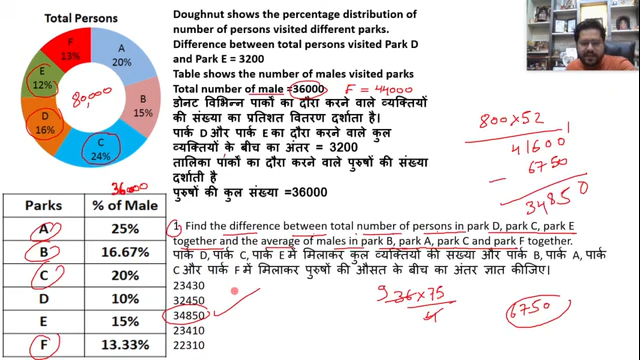 Total Persons
F
13%
A
20%
E
12%
80,000
B
15%
D
16%
C
24%
Doughnut shows the percentage distribution of
number of persons visited different parks.
Difference between total persons visited Park D
and Park E = 3200
Table shows the number of males visited parks
Total number of male =36000 F = 44000
डोनट विभिन्न पार्कों का दौरा करने वाले व्यक्तियों
की संख्या का प्रतिशत वितरण दर्शाता है।
पार्क D और पार्क E का दौरा करने वाले कुल
व्यक्तियों के बीच का अंतर = 3200
तालिका पार्कों का दौरा करने वाले पुरुषों की संख्या
दर्शाती है
पुरुषों की कुल संख्या =36000
800×52
41600
- 6750
34850
36000
Parks % of Male
A 25%
B 16.67%
C 20%
D 10%
E 15%
F 13.33%
1. Find the difference between total number of persons in park D, park C, park E
together and the average of males in park B, park A, park C and park F together.
पार्क D, पार्क C, पार्क E में मिलाकर कुल व्यक्तियों की संख्या और पार्क B, पार्क A, पार्क
C और पार्क F में मिलाकर पुरुषों की औसत के बीच का अंतर ज्ञात कीजिए।
23430
32450
34850
23410
22310
9 36×75
4
6750